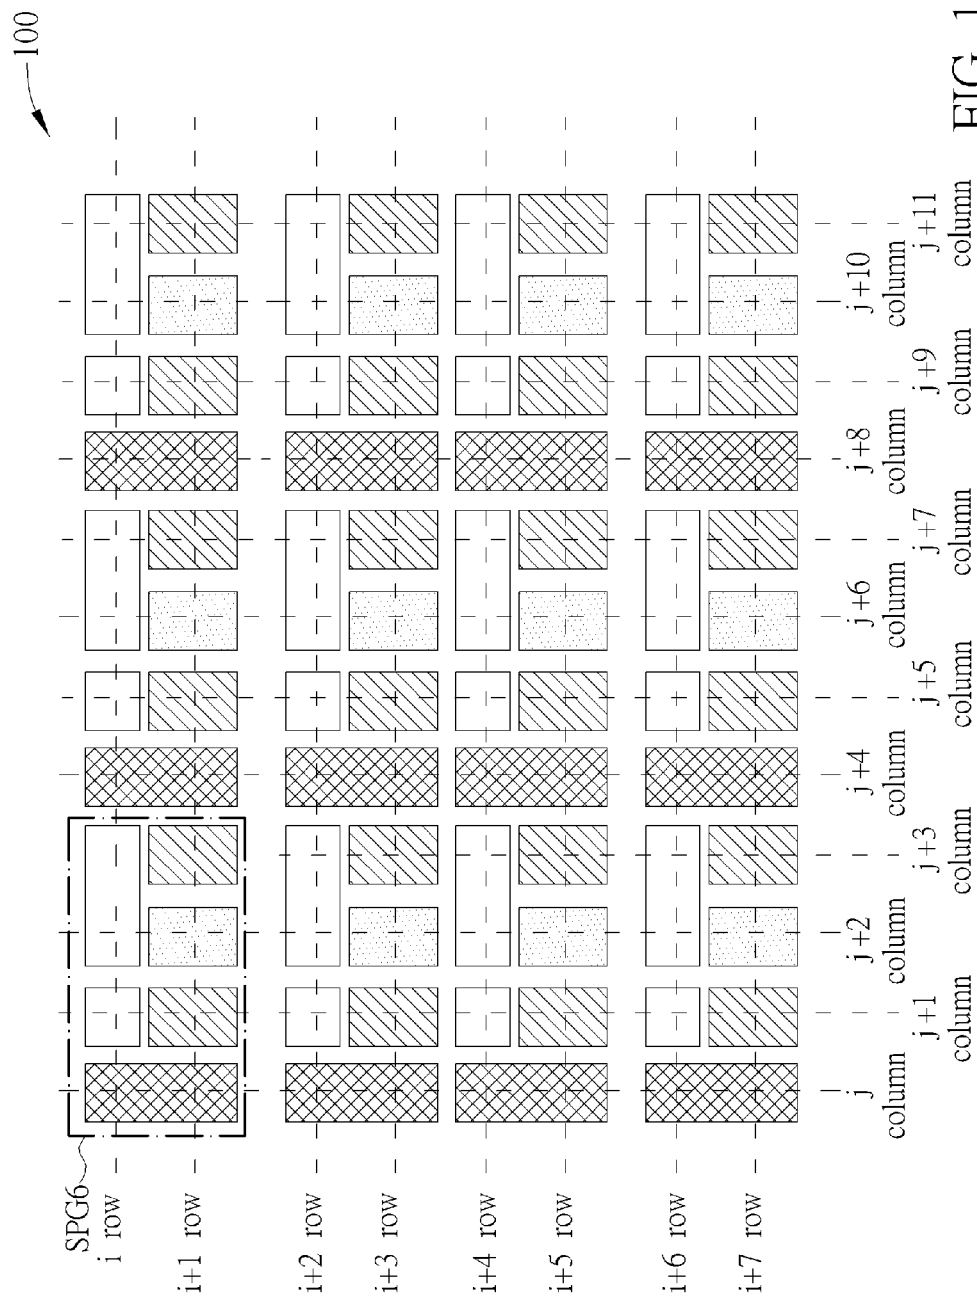 100
SPG6
i row
i+1 row
i+2 row
i+3 row
i+4 row
i+5 row
i+6 row
i+7 row
j
column
j+1
column
j+2
column
j+3
column
j+4
column
j+5
column
j+6
column
j+7
column
j+8
column
j+9
column
j+10
column
j+11
column
FIG. 1